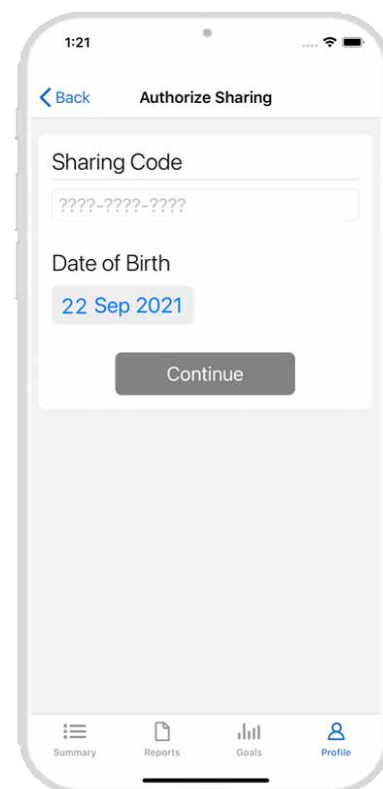 1:21
Back Authorize Sharing
Sharing Code
????-????-????
Date of Birth
22 Sep 2021
Continue
Summary Reports Goals Profile